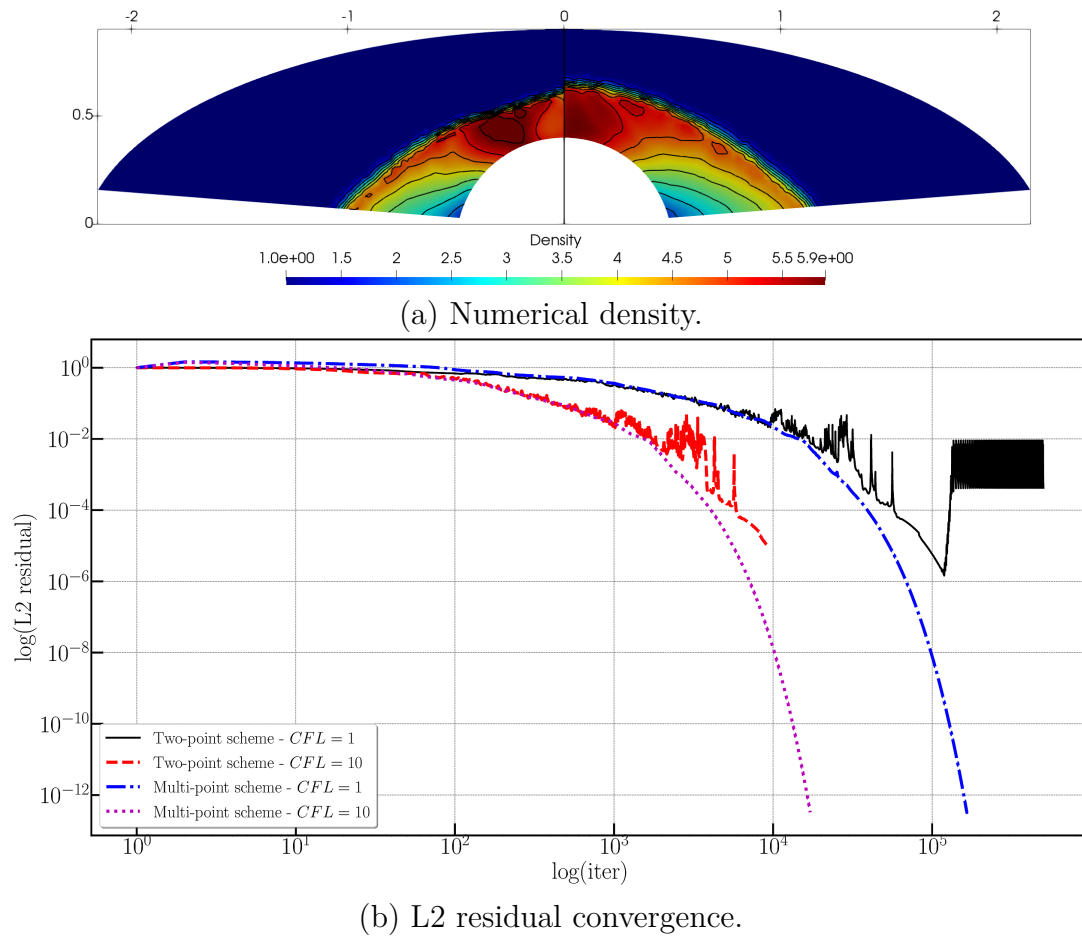 -2 -1 0 1 2
0.5
0
Density
1.0e+00 1.5 2 2.5 3 3.5 4 4.5 5 5.5 5.9e+00
(a) Numerical density.
10^0
10^-2
10^-4
10^-6
10^-8
10^-10
10^-12
log(L2 residual)
Two-point scheme - CFL = 1
Two-point scheme - CFL = 10
Multi-point scheme - CFL = 1
Multi-point scheme - CFL = 10
10^0 10^1 10^2 10^3 10^4 10^5
log(iter)
(b) L2 residual convergence.